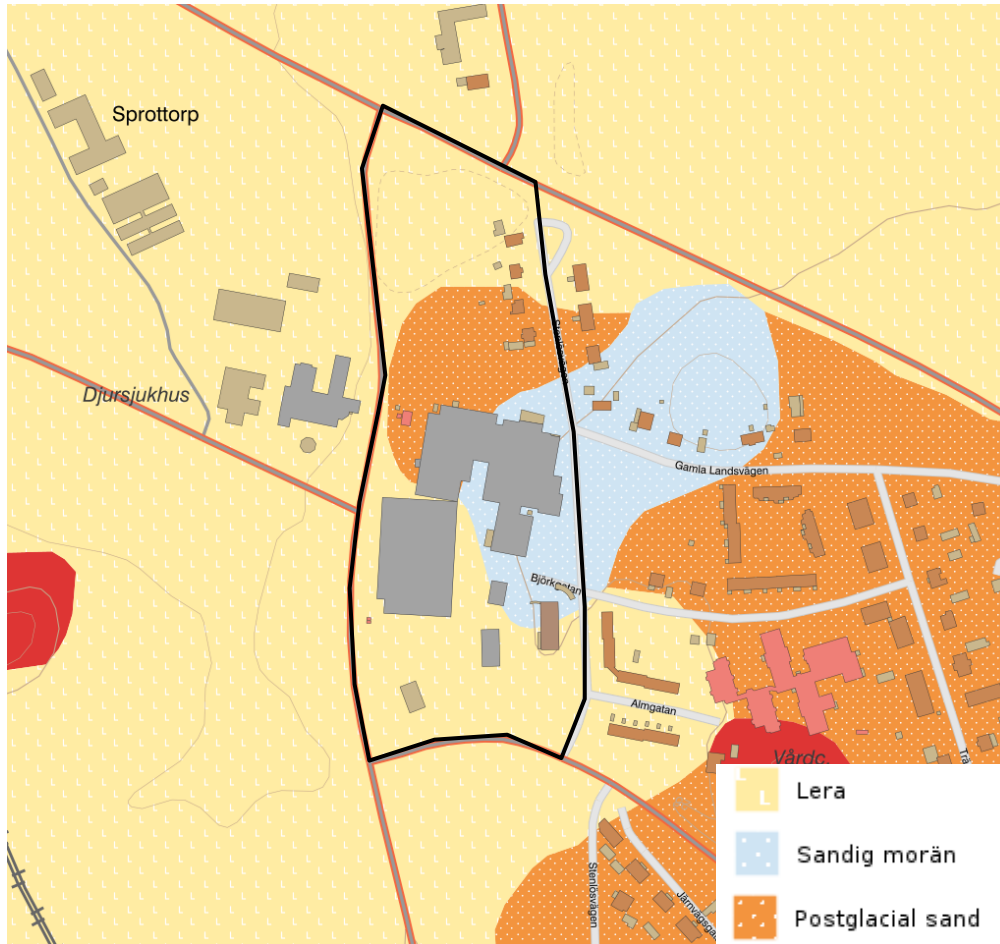 Sprottorp
Djursjukhus
Gamla Landsvägen
Björkgatan
Almgatan
Vårdc.
Stenlösvägen
Lera
Sandig morän
Postglacial sand